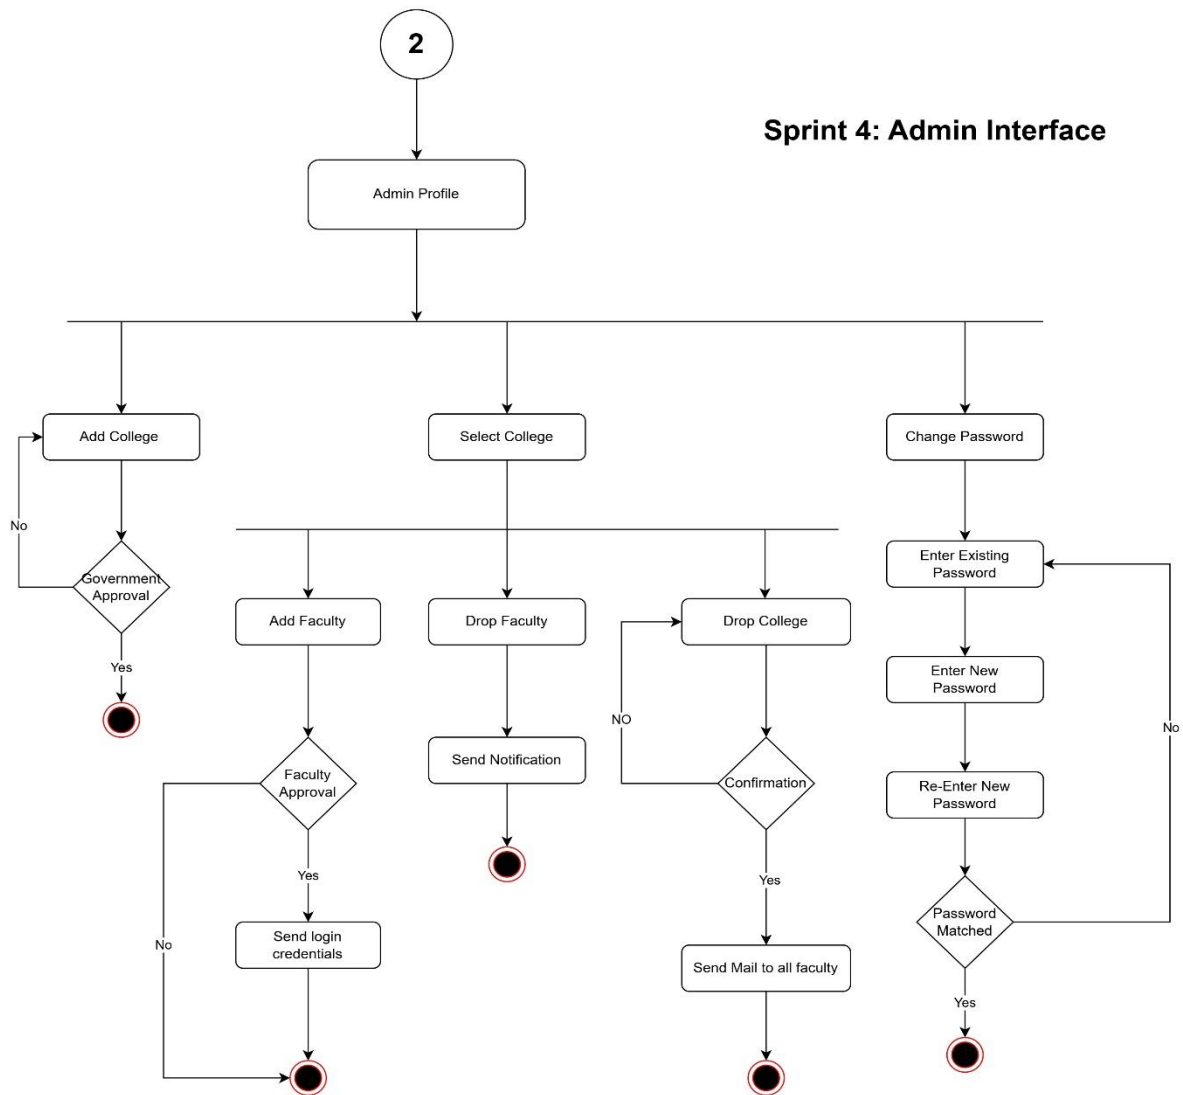 2
Sprint 4: Admin Interface
Admin Profile
Add College
Select College
Change Password
No
Government
Approval
Yes
Enter Existing
Password
Add Faculty
Drop Faculty
Drop College
Enter New
Password
NO
No
Send Notification
Faculty
Approval
Confirmation
Re-Enter New
Password
Yes
Yes
Password
Matched
No
Send login
credentials
Send Mail to all faculty
Yes